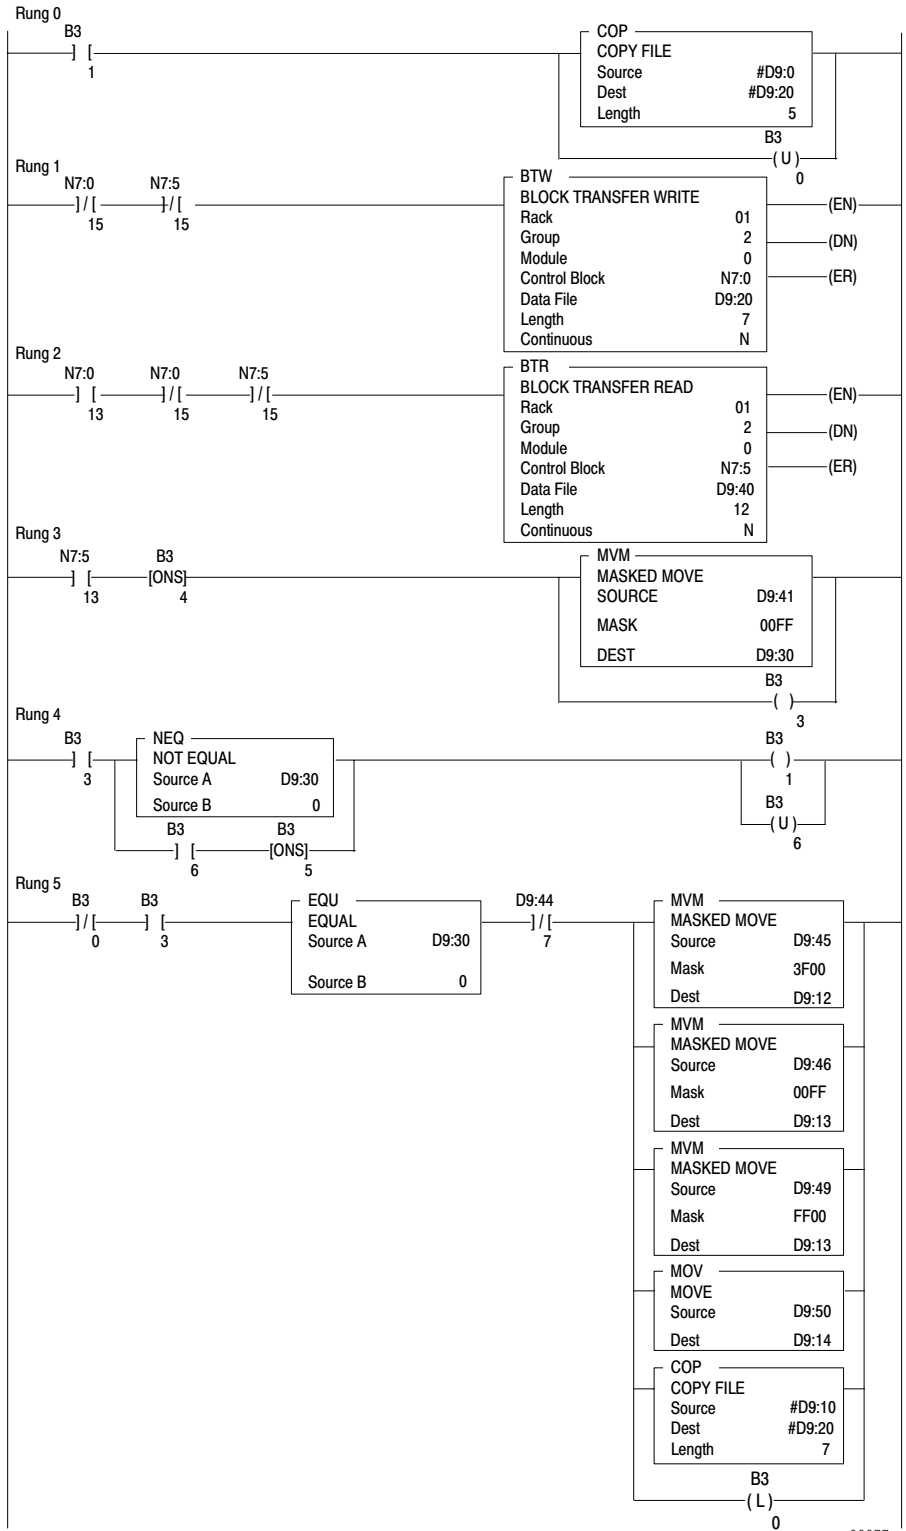 Rung 0
B3
] [
1
COP
COPY FILE
Source #D9:0
Dest #D9:20
Length 5
B3
( U )
0
Rung 1
N7:0 N7:5
] / [ ] / [
15 15
BTW
BLOCK TRANSFER WRITE
Rack 01
Group 2
Module 0
Control Block N7:0
Data File D9:20
Length 7
Continuous N
(EN)
(DN)
(ER)
Rung 2
N7:0 N7:0 N7:5
] [ ] / [ ] / [
13 15 15
BTR
BLOCK TRANSFER READ
Rack 01
Group 2
Module 0
Control Block N7:5
Data File D9:40
Length 12
Continuous N
(EN)
(DN)
(ER)
Rung 3
N7:5 B3
] [ [ONS]
13 4
MVM
MASKED MOVE
SOURCE D9:41
MASK 00FF
DEST D9:30
B3
( )
3
Rung 4
B3
] [
3
NEQ
NOT EQUAL
Source A D9:30
Source B 0
B3 B3
] [ [ONS]
6 5
B3
( )
1
B3
( U )
6
Rung 5
B3 B3
] / [ ] [
0 3
EQU
EQUAL
Source A D9:30
Source B 0
D9:44
] / [
7
MVM
MASKED MOVE
Source D9:45
Mask 3F00
Dest D9:12
MVM
MASKED MOVE
Source D9:46
Mask 00FF
Dest D9:13
MVM
MASKED MOVE
Source D9:49
Mask FF00
Dest D9:13
MOV
MOVE
Source D9:50
Dest D9:14
COP
COPY FILE
Source #D9:10
Dest #D9:20
Length 7
B3
( L )
0